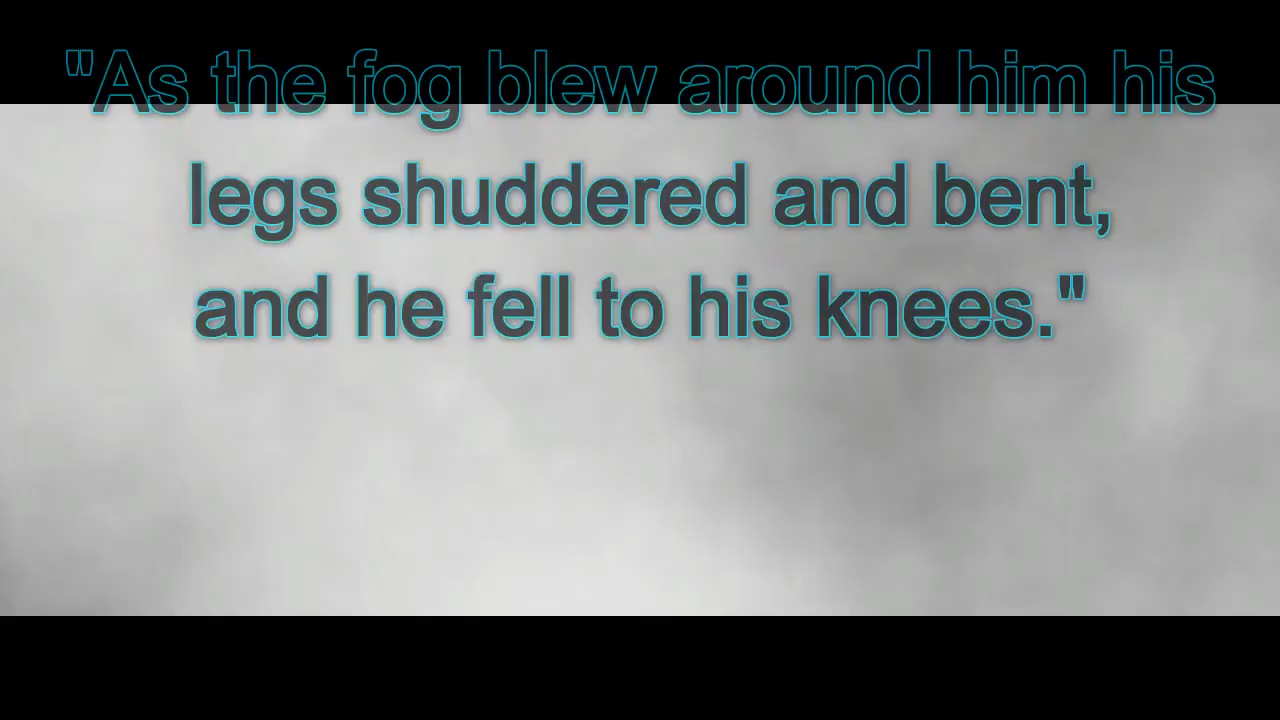 "As the fog blew around him his
legs shuddered and bent,
and he fell to his knees."